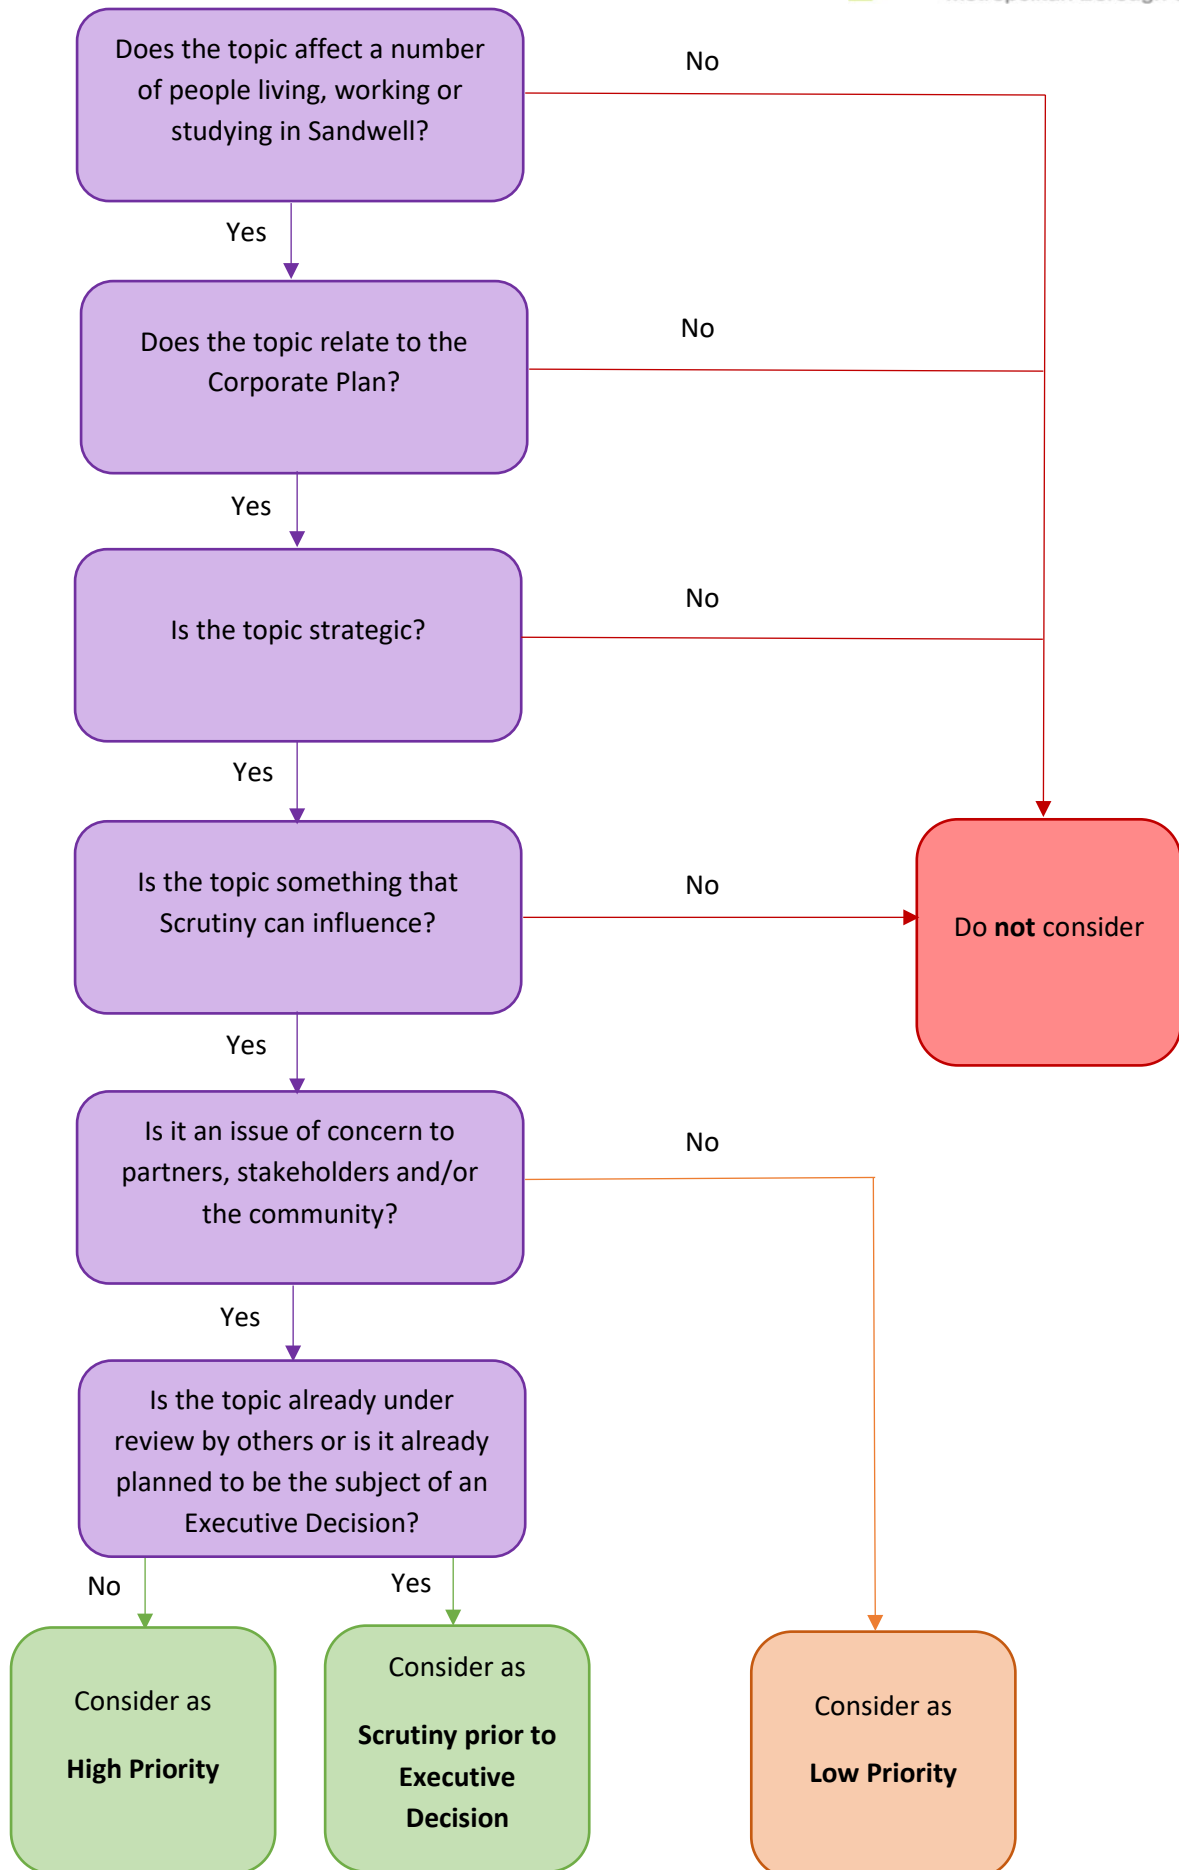 Does the topic affect a number
of people living, working or
studying in Sandwell?
No
Yes
Does the topic relate to the
Corporate Plan?
No
Yes
Is the topic strategic?
No
Yes
Is the topic something that
Scrutiny can influence?
No
Do not consider
Yes
Is it an issue of concern to
partners, stakeholders and/or
the community?
No
Yes
Is the topic already under
review by others or is it already
planned to be the subject of an
Executive Decision?
No
Yes
Consider as
High Priority
Consider as
Scrutiny prior to
Executive
Decision
Consider as
Low Priority